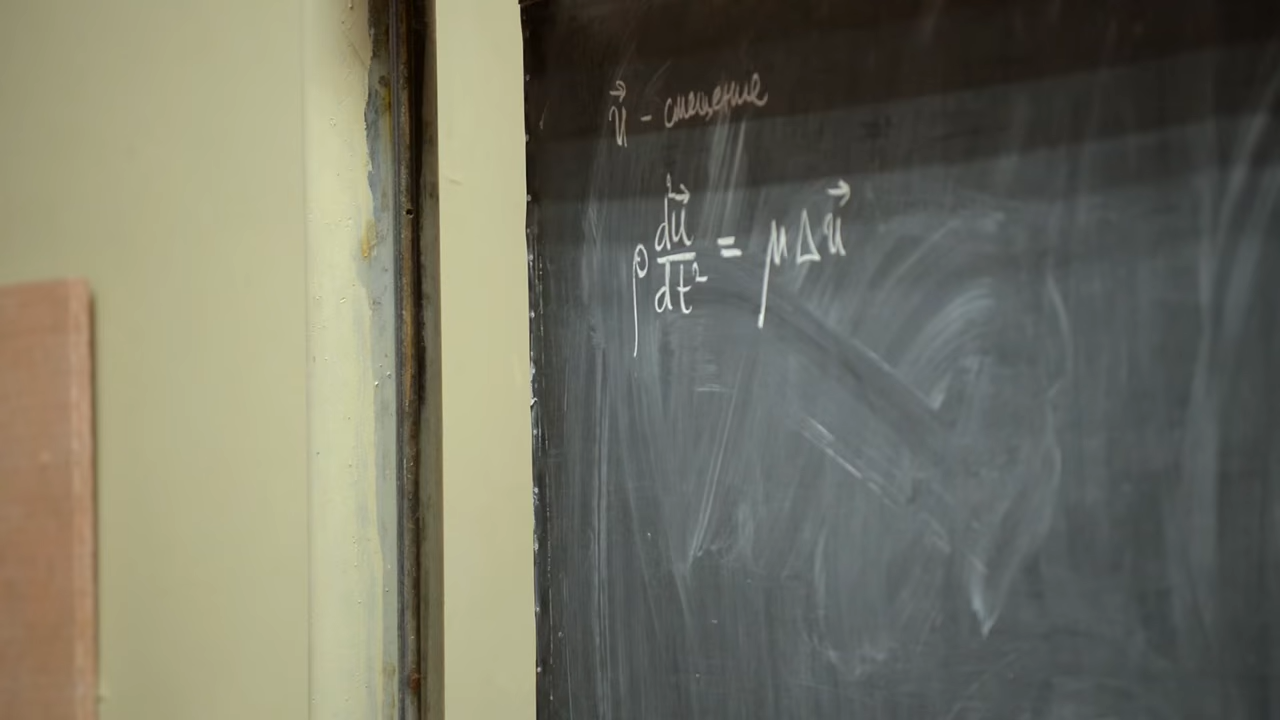 u⃗ - смещение
ρ d²u⃗/dt² = μΔu⃗